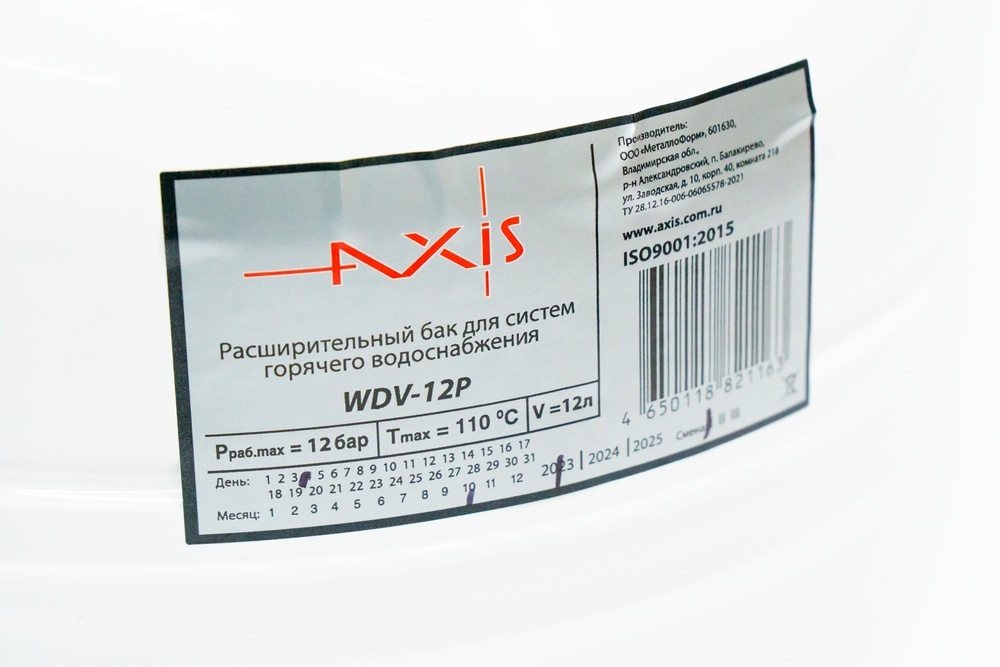 AXIS
Расширительный бак для систем
горячего водоснабжения
WDV-12P
Pраб.max = 12 бар
Tmax = 110 °C
V =12л
День: 1 2 3 5 6 7 8 9 10 11 12 13 14 15 16 17
18 19 20 21 22 23 24 25 26 27 28 29 30 31
Месяц: 1 2 3 4 5 6 7 8 9 10 11 12
2023 | 2024 | 2025
Смена II III
Производитель:
ООО «МеталлоФорм», 601630,
Владимирская обл.,
р-н Александровский, п. Балакирево,
ул. Заводская, д. 10, корп. 40, комната 218
ТУ 28.12.16-006-06065578-2021
www.axis.com.ru
ISO9001:2015
4 650118 821163